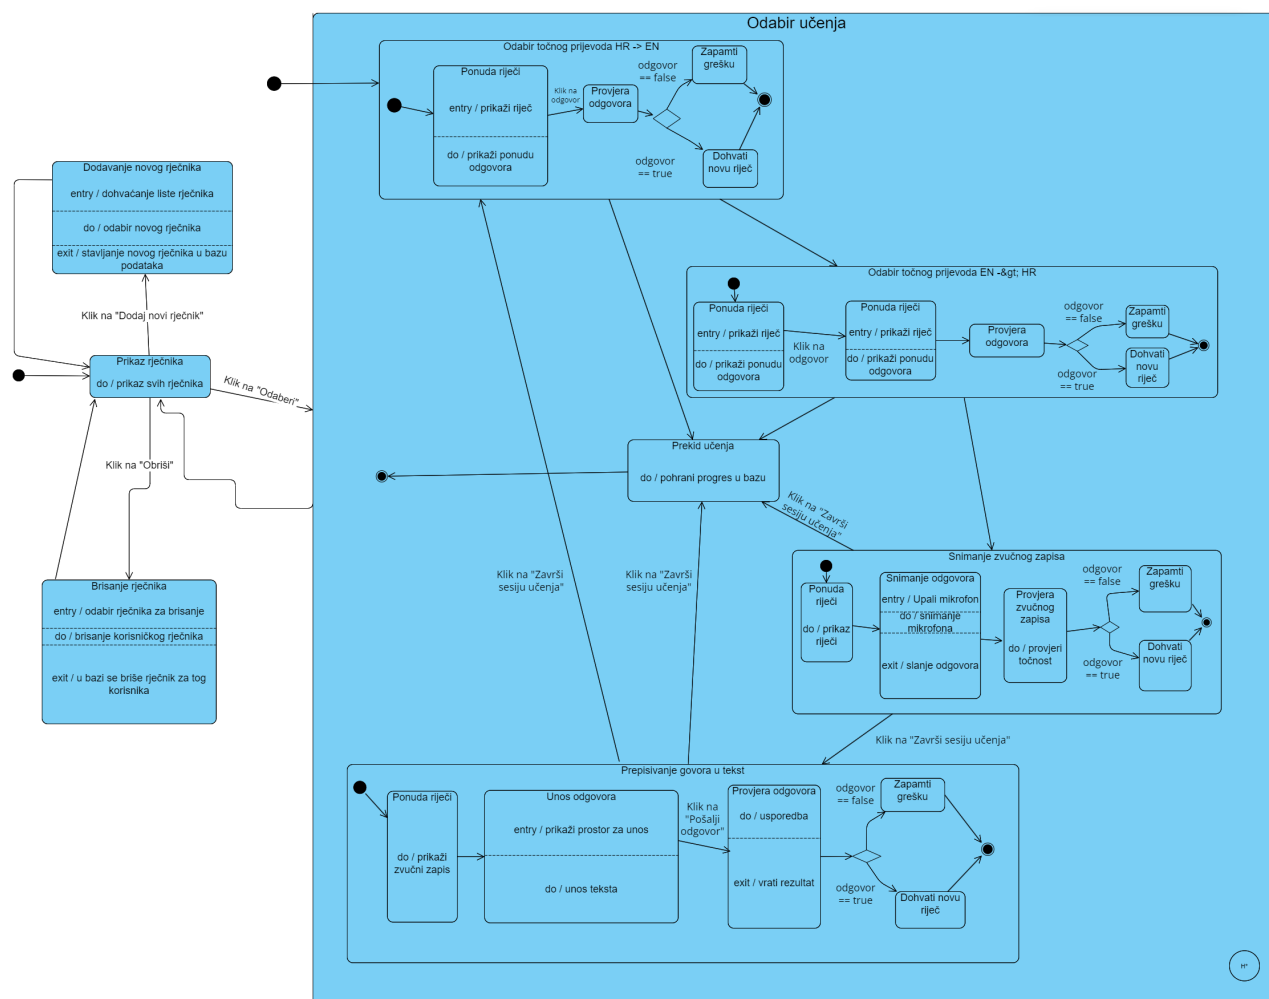 Odabir učenja
Odabir točnog prijevoda HR -> EN
Ponuda riječi
entry / prikaži riječ
do / prikaži ponudu
odgovora
Klik na
odgovor
Provjera
odgovora
odgovor
== false
Zapamti
grešku
odgovor
== true
Dohvati
novu riječ
Dodavanje novog rječnika
entry / dohvaćanje liste rječnika
do / odabir novog rječnika
exit / stavljanje novog rječnika u bazu
podataka
Klik na "Dodaj novi rječnik"
Prikaz rječnika
do / prikaz svih rječnika
Klik na "Odaberi"
Klik na "Obriši"
Brisanje rječnika
entry / odabir rječnika za brisanje
do / brisanje korisničkog rječnika
exit / u bazi se briše rječnik za tog
korisnika
Odabir točnog prijevoda EN -&gt; HR
Ponuda riječi
entry / prikaži riječ
do / prikaži ponudu
odgovora
Klik na
odgovor
Ponuda riječi
entry / prikaži riječ
do / prikaži ponudu
odgovora
Provjera
odgovora
odgovor
== false
Zapamti
grešku
odgovor
== true
Dohvati
novu
riječ
Prekid učenja
do / pohrani progres u bazu
Klik na "Završi
sesiju učenja"
Klik na "Završi
sesiju učenja"
Klik na "Završi
sesiju učenja"
Snimanje zvučnog zapisa
Ponuda
riječi
do / prikaz
riječi
Snimanje odgovora
entry / Upali mikrofon
do / snimanje
mikrofona
exit / slanje odgovora
Provjera
zvučnog
zapisa
do / provjeri
točnost
odgovor
== false
Zapamti
grešku
odgovor
== true
Dohvati
novu riječ
Klik na "Završi sesiju učenja"
Prepisivanje govora u tekst
Ponuda riječi
do / prikaži
zvučni zapis
Unos odgovora
entry / prikaži prostor za unos
do / unos teksta
Klik na
"Pošalji
odgovor"
Provjera odgovora
do / usporedba
exit / vrati rezultat
odgovor
== false
Zapamti
grešku
odgovor
== true
Dohvati novu
riječ
H*